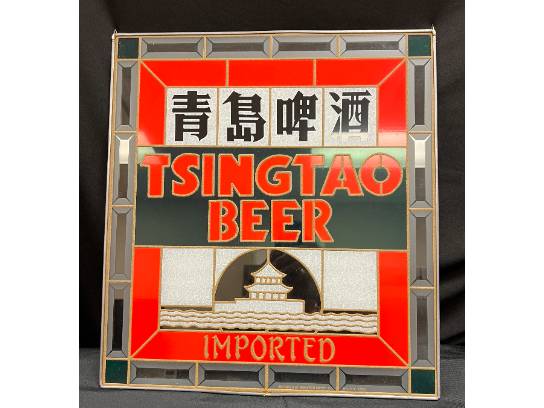 青島啤酒
TSINGTAO
BEER
IMPORTED